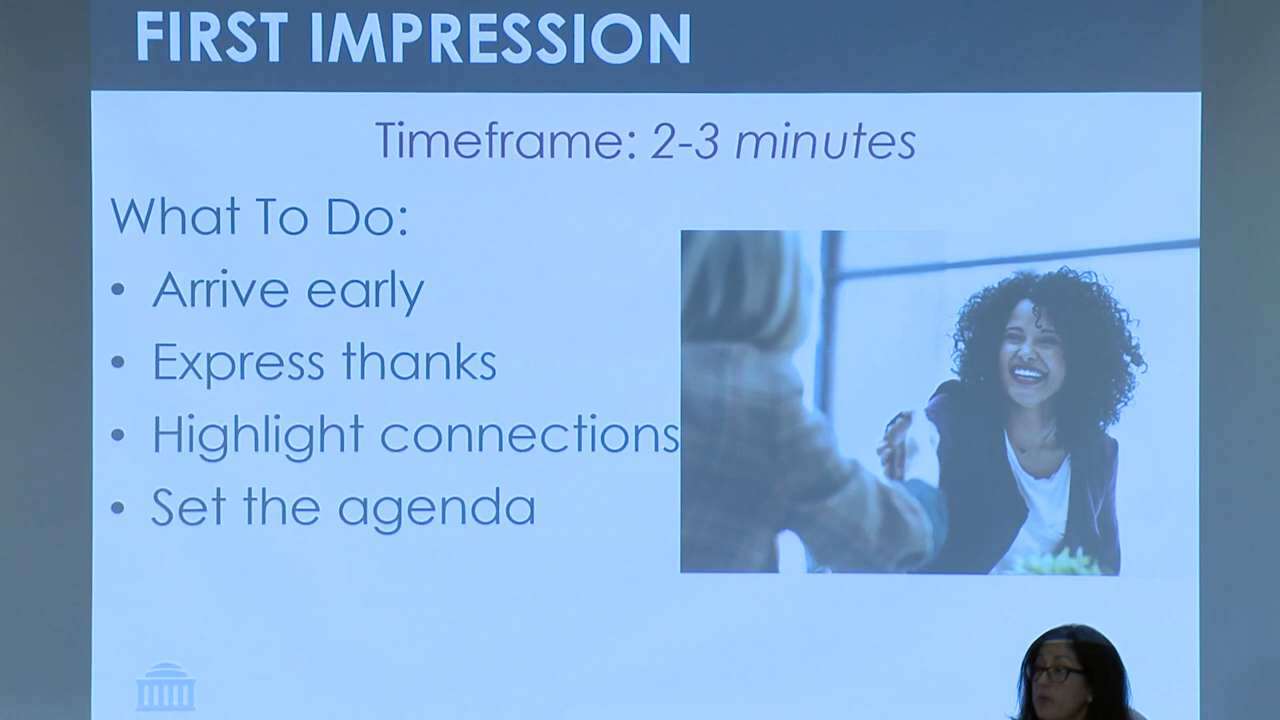 FIRST IMPRESSION
Timeframe: 2-3 minutes
What To Do:
• Arrive early
• Express thanks
• Highlight connections
• Set the agenda